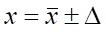 x = x̄ ± Δ